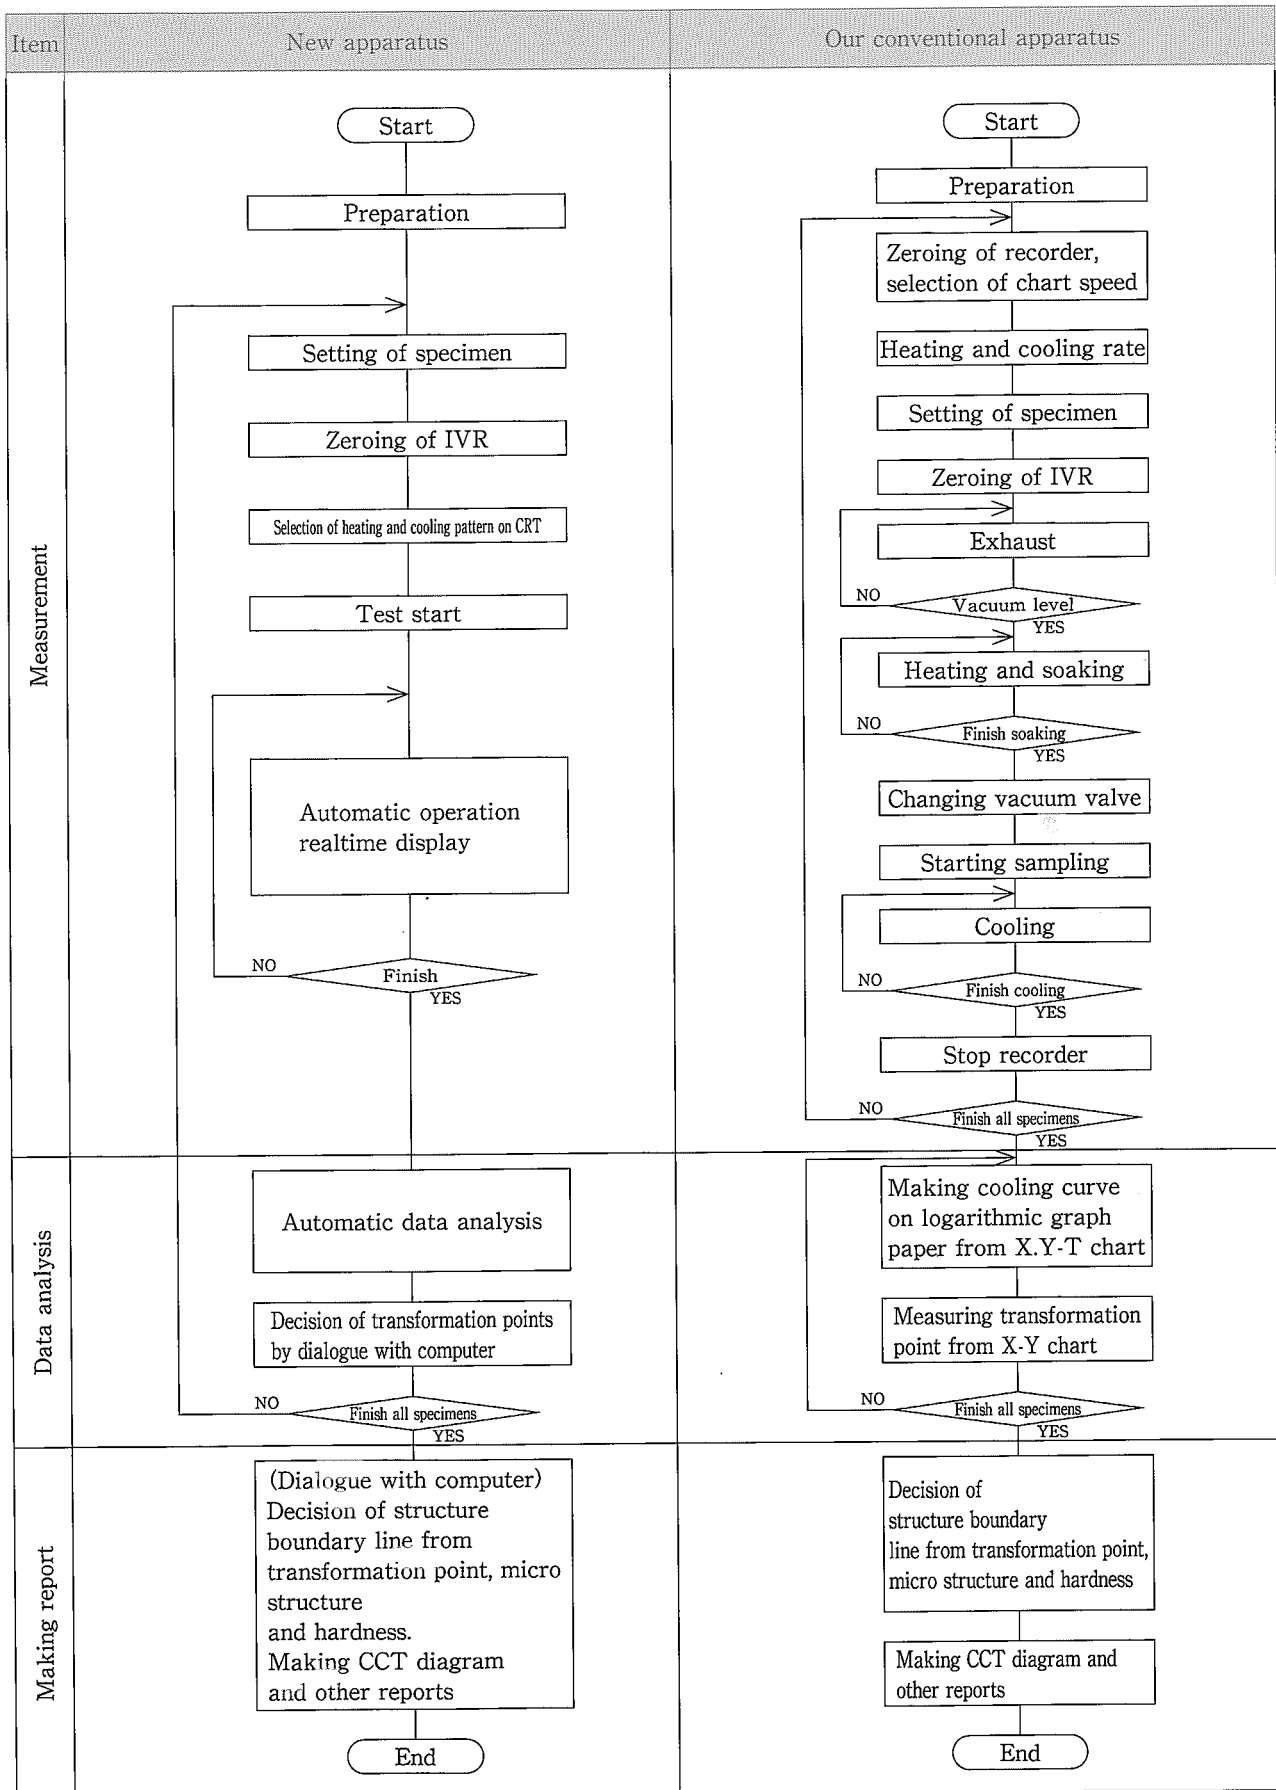 Item
New apparatus
Our conventional apparatus
Measurement
Start
Preparation
Setting of specimen
Zeroing of IVR
Selection of heating and cooling pattern on CRT
Test start
Automatic operation
realtime display
NO
Finish
YES
Start
Preparation
Zeroing of recorder,
selection of chart speed
Heating and cooling rate
Setting of specimen
Zeroing of IVR
Exhaust
NO
Vacuum level
YES
Heating and soaking
NO
Finish soaking
YES
Changing vacuum valve
Starting sampling
Cooling
NO
Finish cooling
YES
Stop recorder
NO
Finish all specimens
YES
Data analysis
Automatic data analysis
Decision of transformation points
by dialogue with computer
NO
Finish all specimens
YES
Making cooling curve
on logarithmic graph
paper from X.Y-T chart
Measuring transformation
point from X-Y chart
NO
Finish all specimens
YES
Making report
(Dialogue with computer)
Decision of structure
boundary line from
transformation point, micro
structure
and hardness.
Making CCT diagram
and other reports
End
Decision of
structure boundary
line from transformation point,
micro structure and hardness
Making CCT diagram and
other reports
End